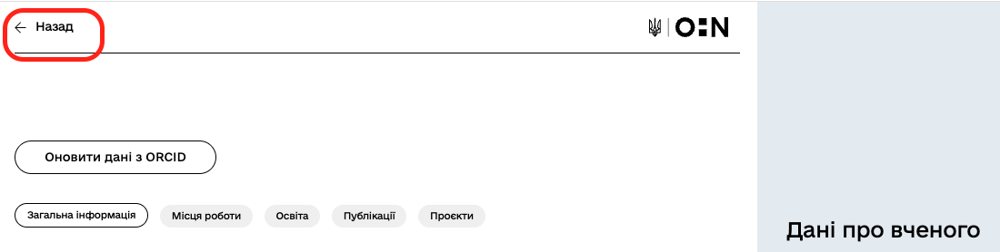 ← Назад
O:N
Оновити дані з ORCID
Загальна інформація
Місця роботи
Освіта
Публікації
Проєкти
Дані про вченого